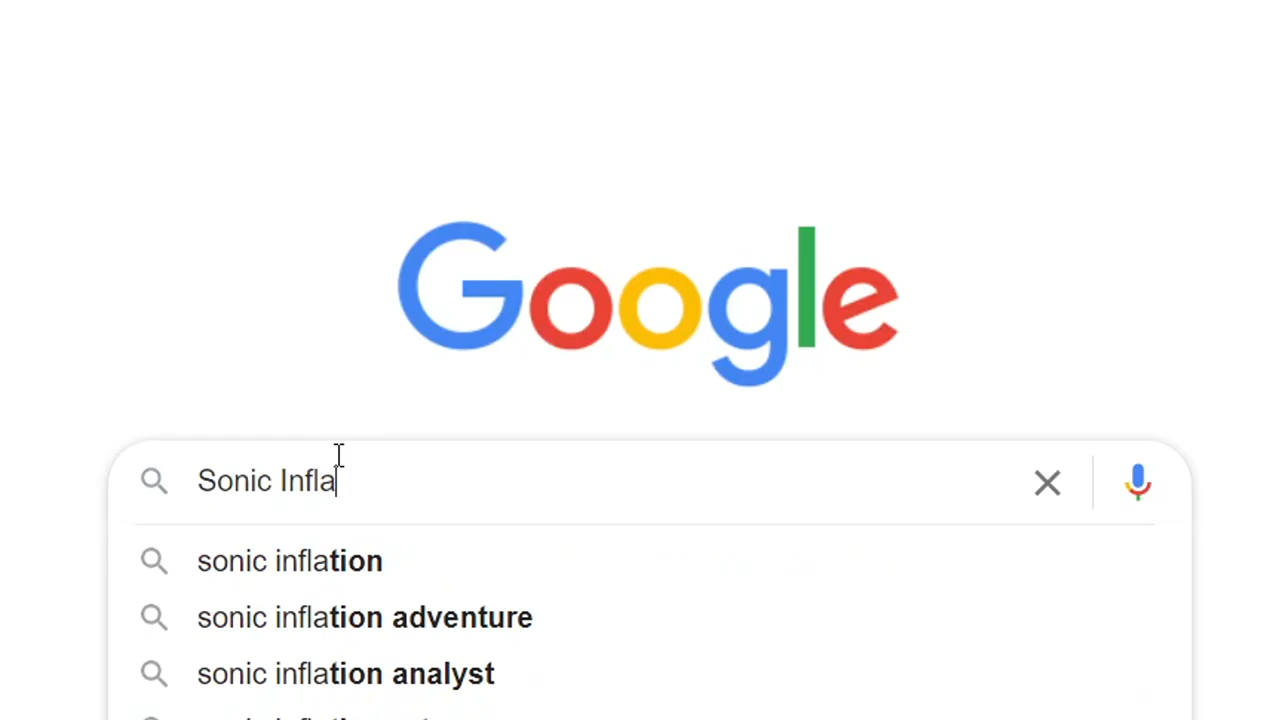 Google
Sonic Infla
sonic inflation
sonic inflation adventure
sonic inflation analyst